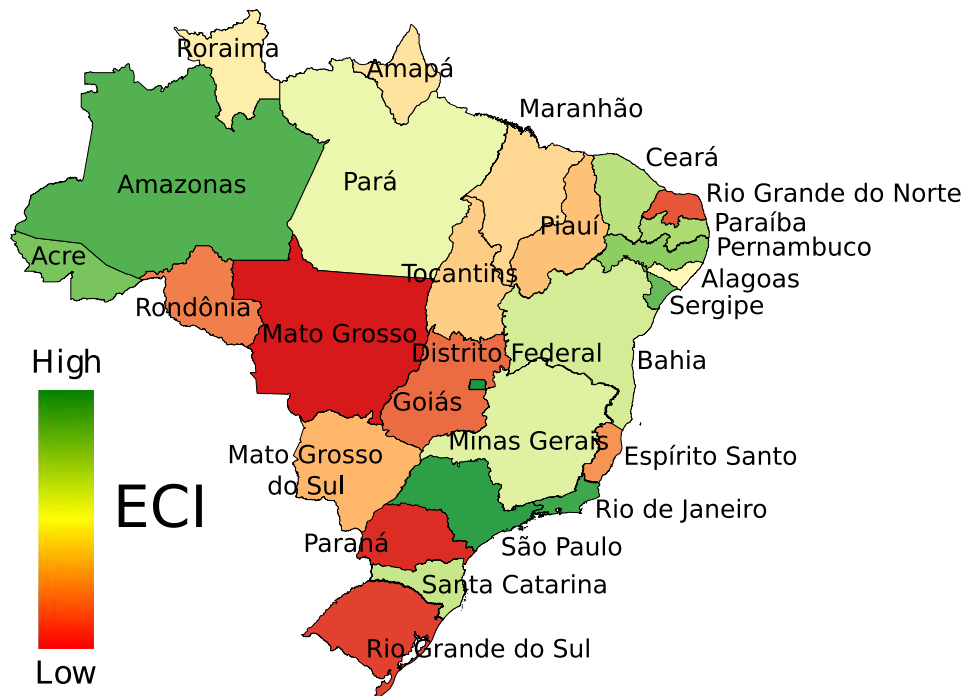 Roraima
Amapá
Maranhão
Ceará
Amazonas
Pará
Rio Grande do Norte
Paraíba
Piauí
Pernambuco
Acre
Tocantins
Alagoas
Rondônia
Sergipe
Mato Grosso
Distrito Federal
Bahia
High
Goiás
Minas Gerais
Mato Grosso
do Sul
Espírito Santo
ECI
Rio de Janeiro
Paraná
São Paulo
Santa Catarina
Rio Grande do Sul
Low